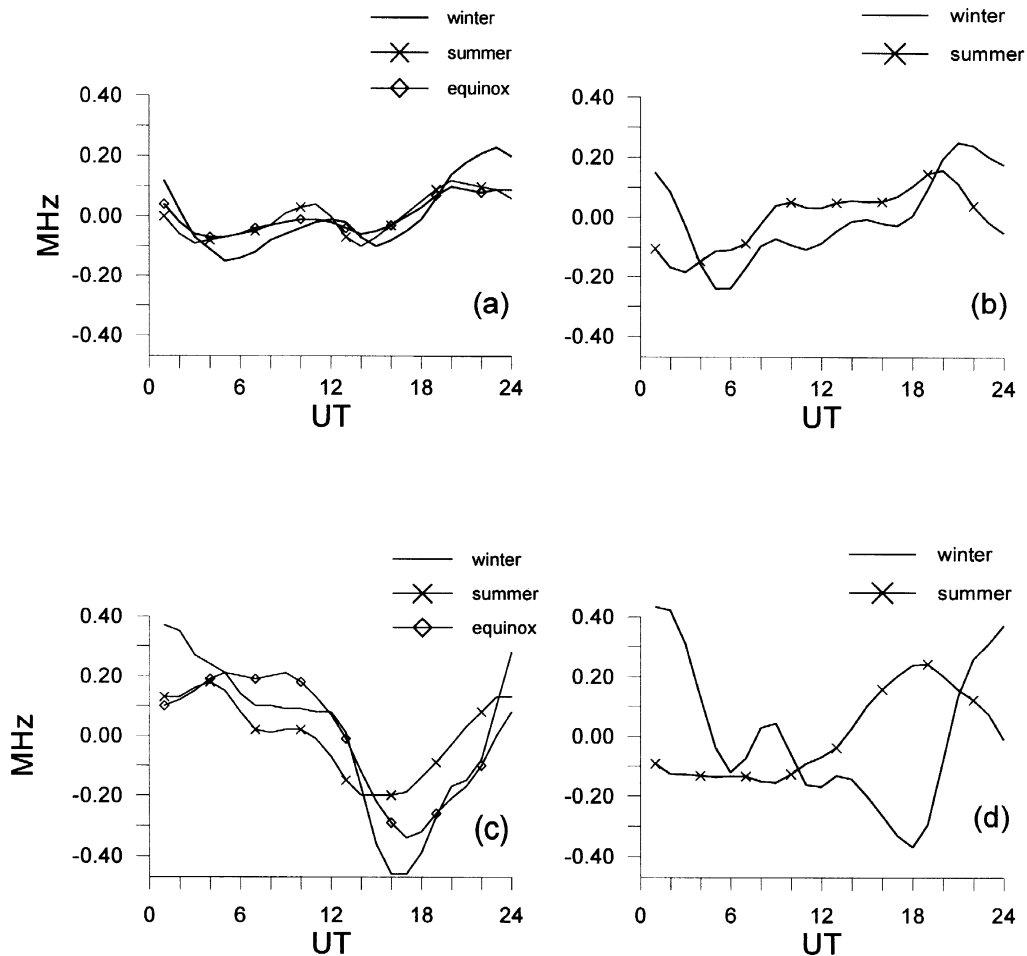 winter
summer
equinox
0.40
0.20
0.00
-0.20
-0.40
MHz
(a)
0 6 12 18 24
UT
winter
summer
0.40
0.20
0.00
-0.20
-0.40
(b)
0 6 12 18 24
UT
winter
summer
equinox
0.40
0.20
0.00
-0.20
-0.40
MHz
(c)
0 6 12 18 24
UT
winter
summer
0.40
0.20
0.00
-0.20
-0.40
(d)
0 6 12 18 24
UT